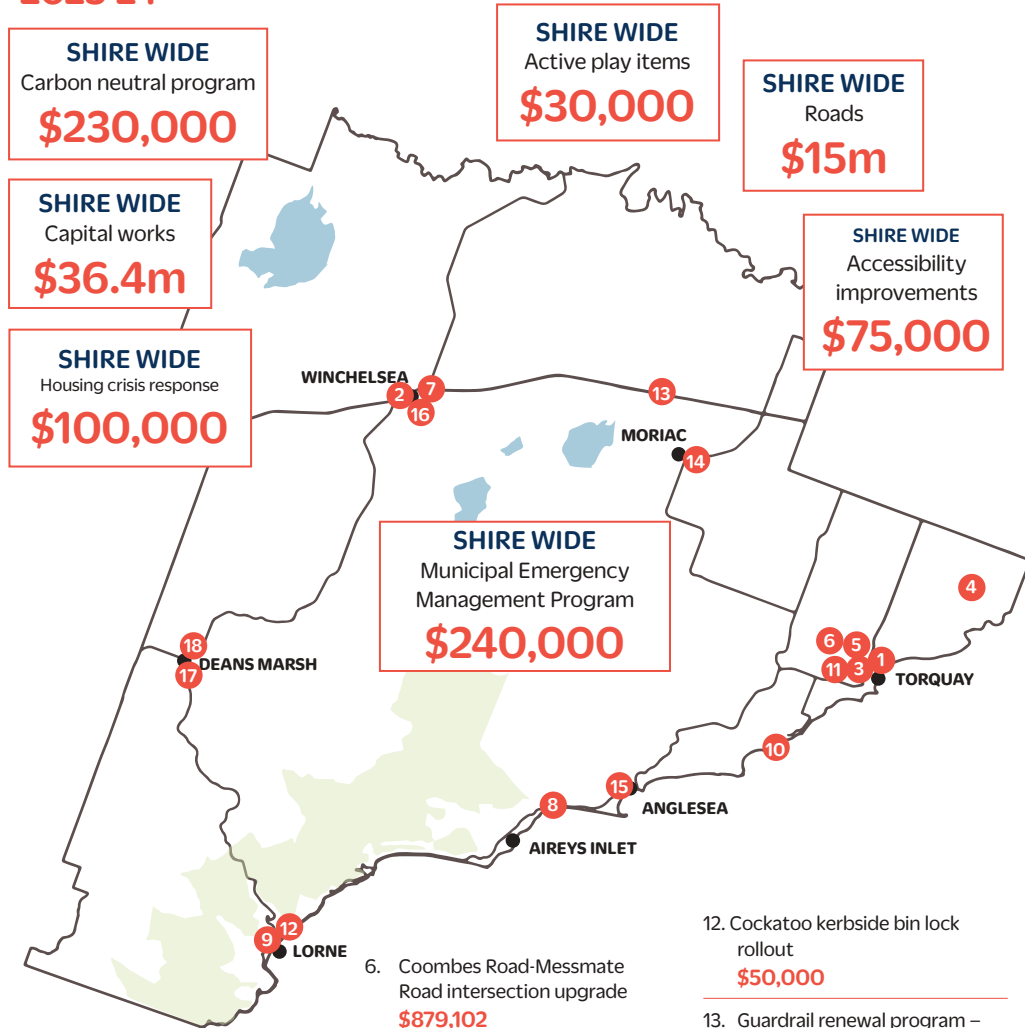 SHIRE WIDE
Carbon neutral program
$230,000
SHIRE WIDE
Active play items
$30,000
SHIRE WIDE
Roads
$15m
SHIRE WIDE
Capital works
$36.4m
SHIRE WIDE
Accessibility
improvements
$75,000
SHIRE WIDE
Housing crisis response
$100,000
WINCHELSEA
2
7
16
13
MORIAC
14
SHIRE WIDE
Municipal Emergency
Management Program
$240,000
4
6
5
1
11
3
TORQUAY
18
DEANS MARSH
17
10
15
ANGLESEA
8
AIREYS INLET
12
9
LORNE
6. Coombes Road-Messmate
Road intersection upgrade
$879,102
12. Cockatoo kerbside bin lock
rollout
$50,000
13. Guardrail renewal program –